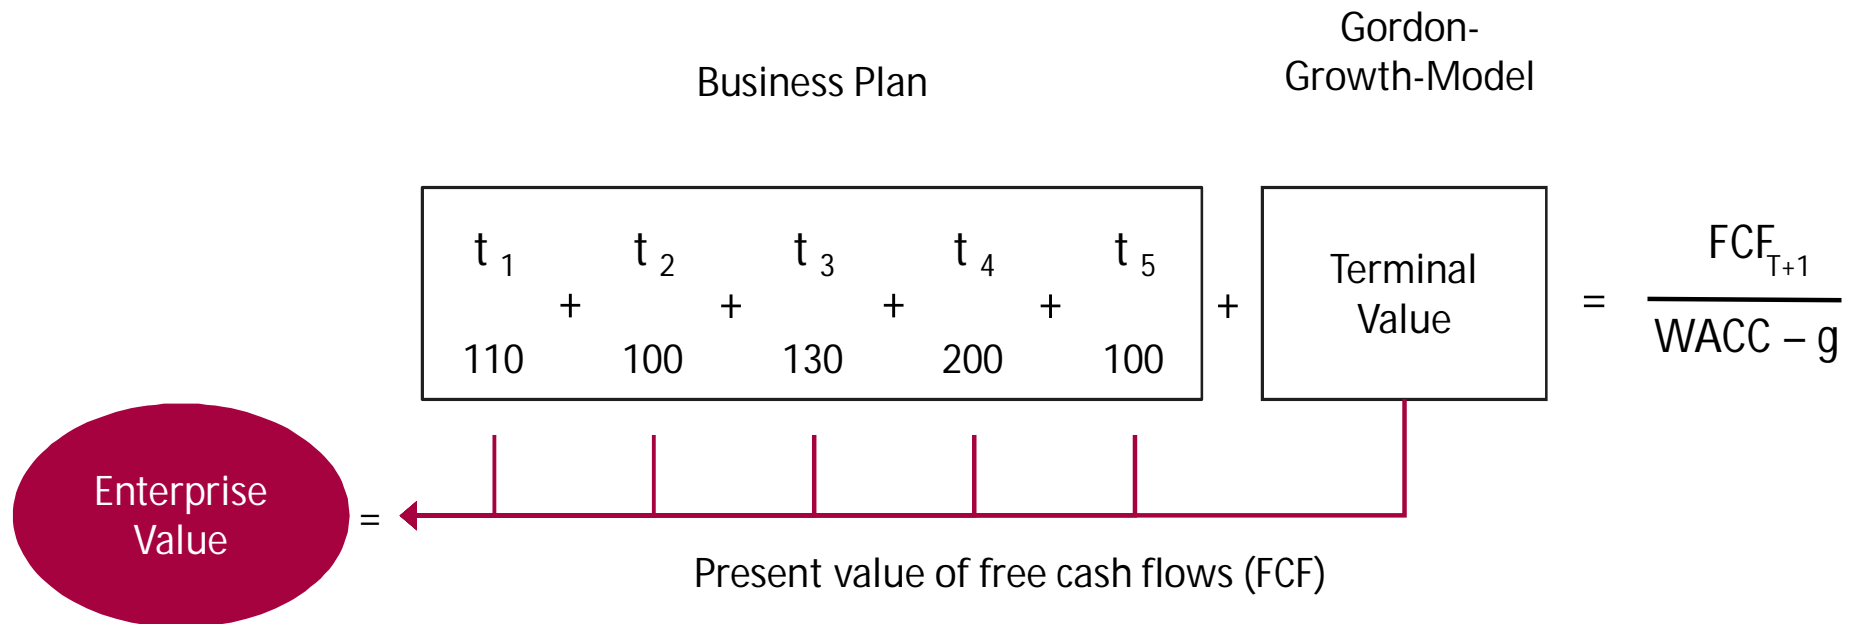 Business Plan
Gordon-
Growth-Model
t 1 t 2 t 3 t 4 t 5
+ + + + +
110 100 130 200 100
Terminal
Value
=
FCF T+1
WACC – g
Enterprise
Value
=
Present value of free cash flows (FCF)